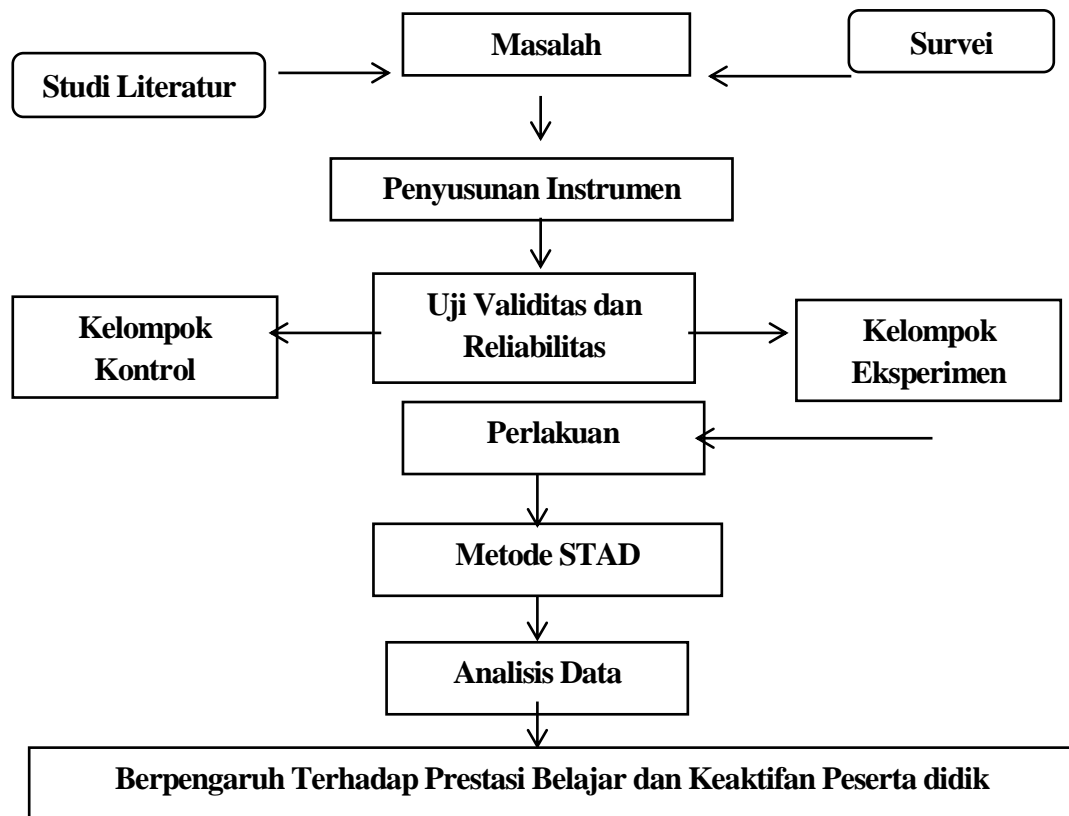 Masalah
Survei
Studi Literatur
Penyusunan Instrumen
Uji Validitas dan
Reliabilitas
Kelompok
Kontrol
Kelompok
Eksperimen
Perlakuan
Metode STAD
Analisis Data
Berpengaruh Terhadap Prestasi Belajar dan Keaktifan Peserta didik